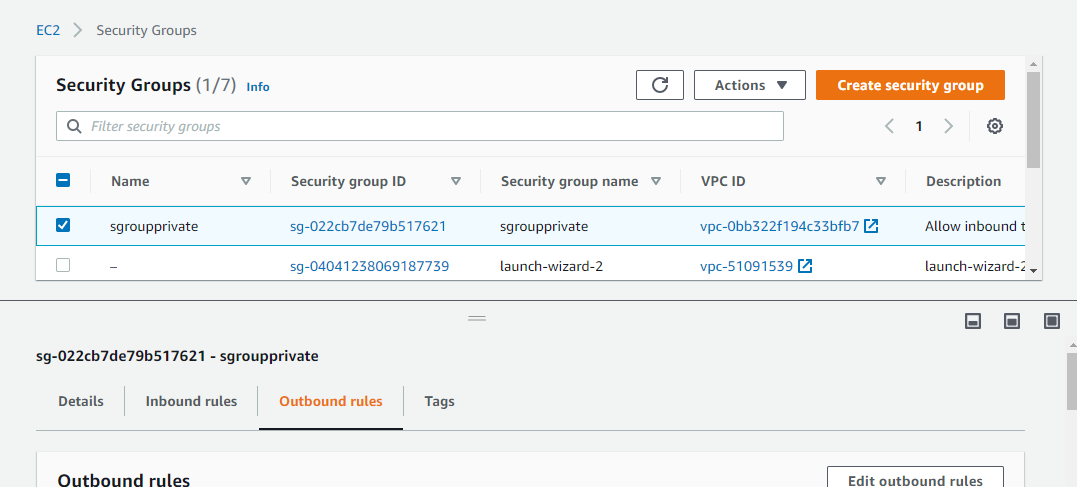 EC2 > Security Groups
Security Groups (1/7) Info
Actions
Create security group
Filter security groups
1
Name Security group ID Security group name VPC ID Description
sgroupprivate sg-022cb7de79b517621 sgroupprivate vpc-0bb322f194c33bfb7 Allow inbound t
– sg-04041238069187739 launch-wizard-2 vpc-51091539 launch-wizard-2
sg-022cb7de79b517621 - sgroupprivate
Details Inbound rules Outbound rules Tags
Outbound rules
Edit outbound rules